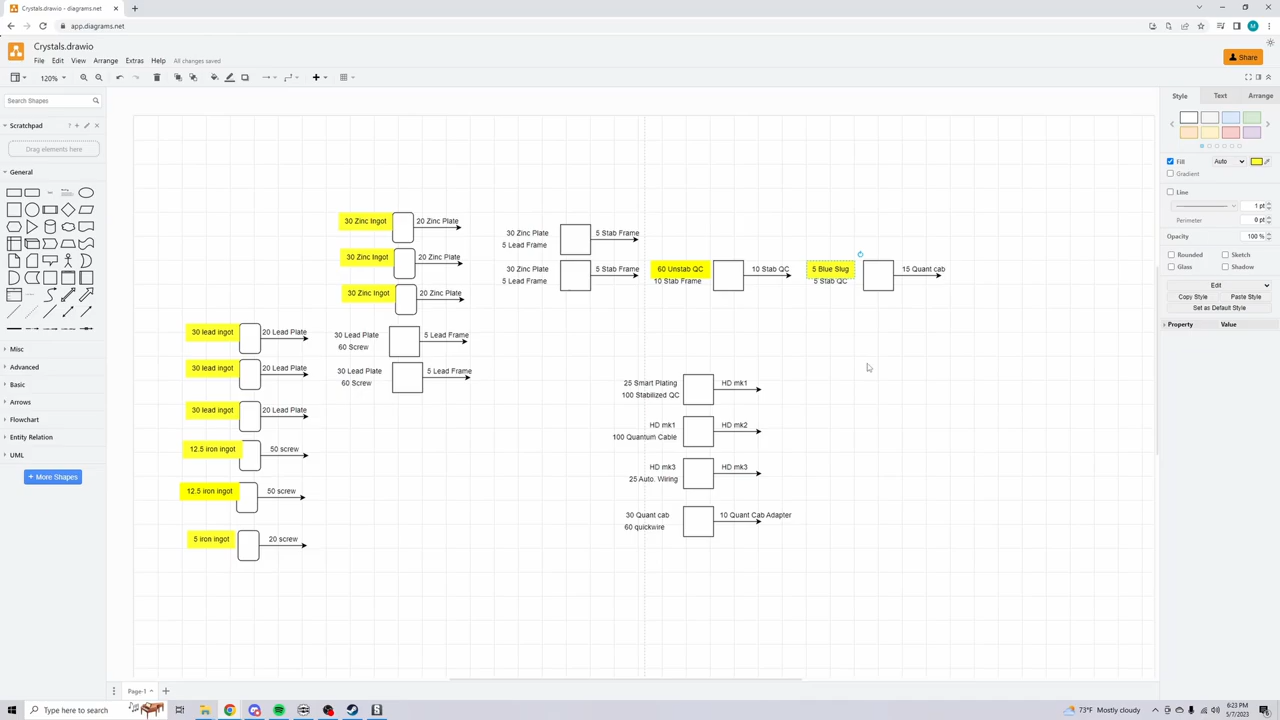 Crystals.drawio - diagrams.net
app.diagrams.net
Crystals.drawio
File Edit View Arrange Extras Help All changes saved
Share
120%
Search Shapes
Scratchpad
Drag elements here
General
Misc
Advanced
Basic
Arrows
Flowchart
Entity Relation
UML
+ More Shapes
30 Zinc Ingot
20 Zinc Plate
30 Zinc Ingot
20 Zinc Plate
30 Zinc Ingot
20 Zinc Plate
30 Zinc Plate
5 Lead Frame
5 Stab Frame
30 Zinc Plate
5 Lead Frame
5 Stab Frame
60 Unstab QC
10 Stab Frame
10 Stab QC
5 Blue Slug
5 Stab QC
15 Quant cab
30 lead ingot
20 Lead Plate
30 lead ingot
20 Lead Plate
30 lead ingot
20 Lead Plate
12.5 iron ingot
50 screw
12.5 iron ingot
50 screw
5 iron ingot
20 screw
30 Lead Plate
60 Screw
5 Lead Frame
30 Lead Plate
60 Screw
5 Lead Frame
25 Smart Plating
100 Stabilized QC
HD mk1
HD mk1
100 Quantum Cable
HD mk2
HD mk3
25 Auto. Wiring
HD mk3
30 Quant cab
60 quickwire
10 Quant Cab Adapter
Style Text Arrange
Fill Auto
Gradient
Line
1 pt
Perimeter 0 pt
Opacity 100 %
Rounded Sketch
Glass Shadow
Edit
Copy Style Paste Style
Set as Default Style
Property Value
Page-1
Type here to search
73°F Mostly cloudy
6:23 PM
5/7/2023